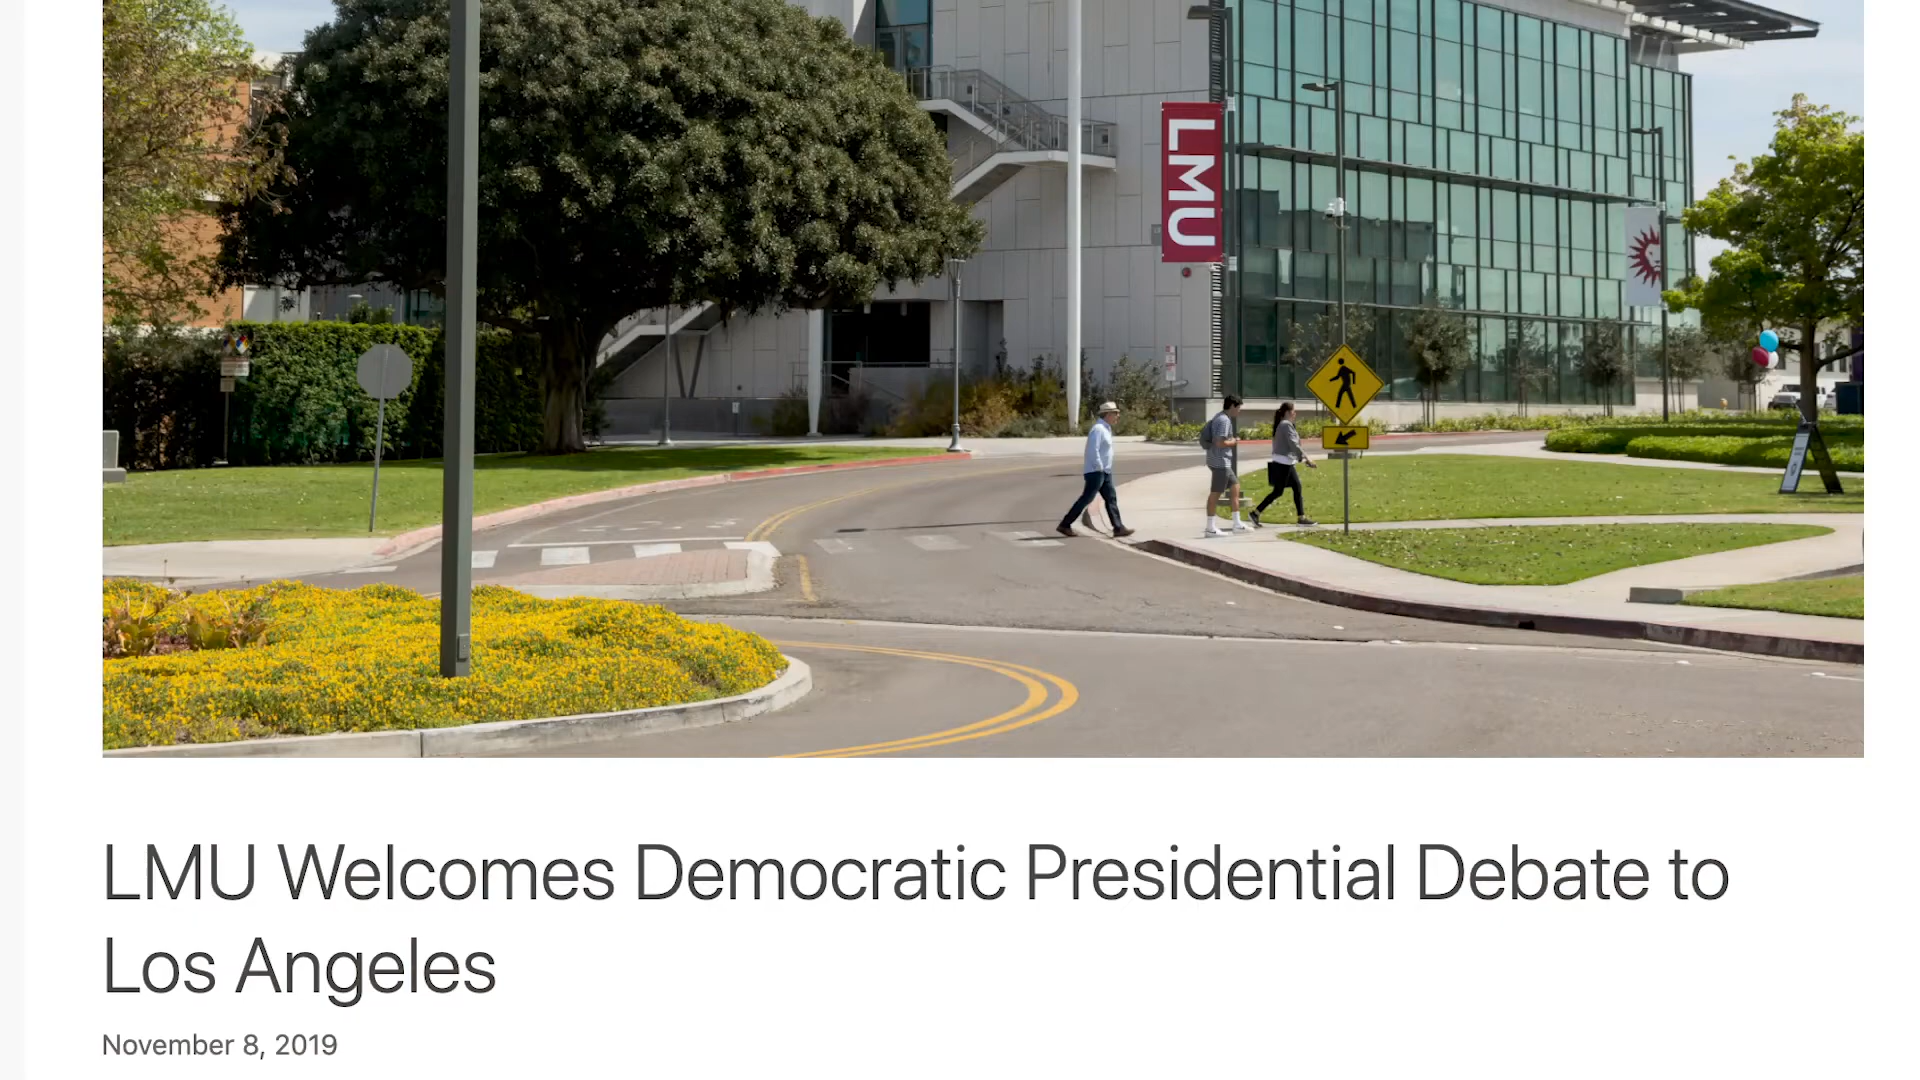 LMU
LMU Welcomes Democratic Presidential Debate to
Los Angeles
November 8, 2019